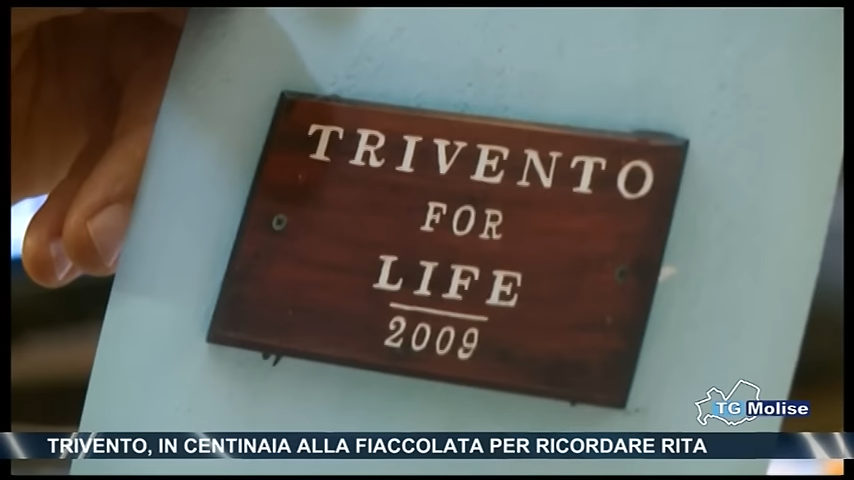 TRIVENTO
FOR
LIFE
2009
TG Molise
TRIVENTO, IN CENTINAIA ALLA FIACCOLATA PER RICORDARE RITA